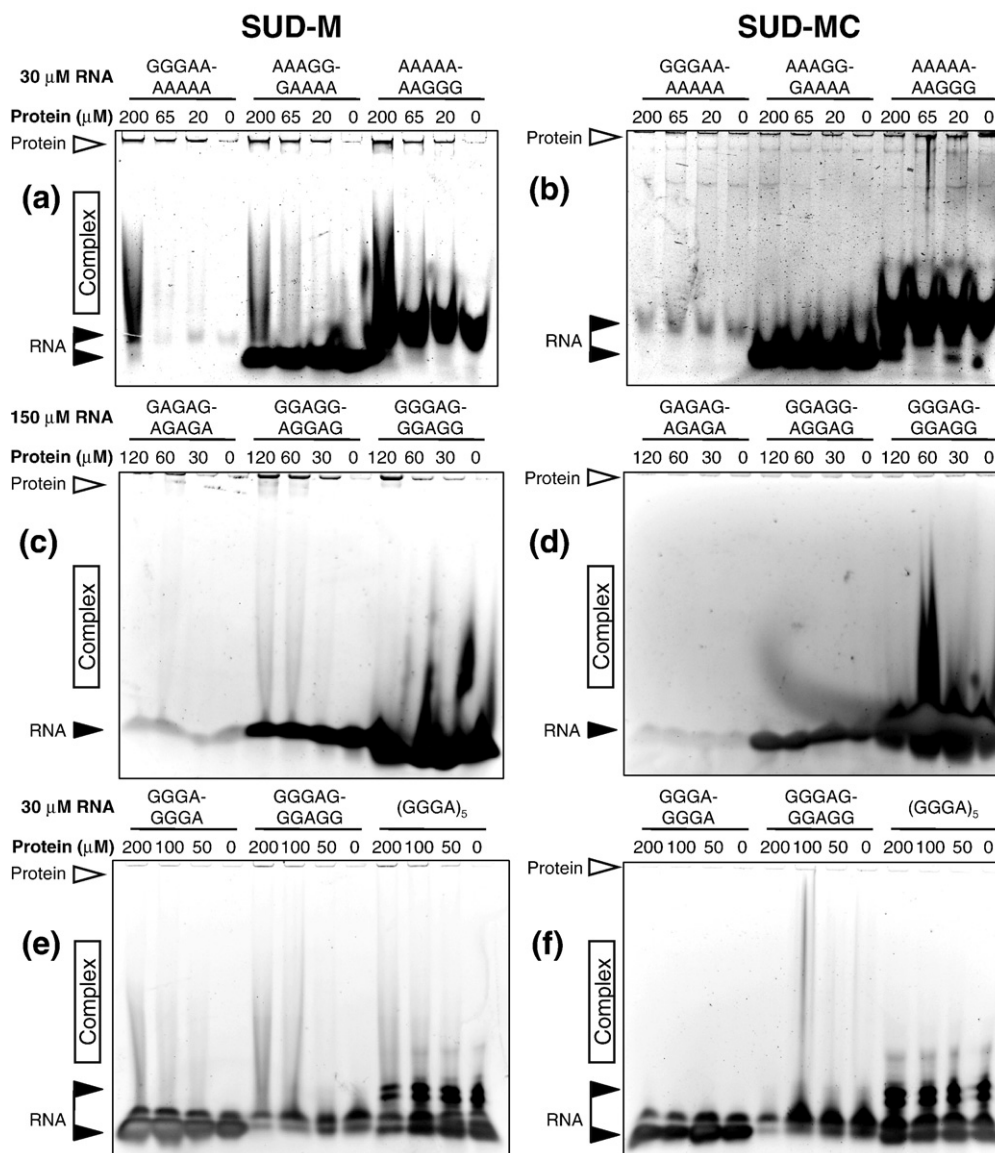 SUD-M SUD-MC
30 μM RNA GGGAA- AAAGG- AAAAA- GGGAA- AAAGG- AAAAA-
AAAAA GAAAA AAGGG AAAAA GAAAA AAGGG
Protein (μM) 200 65 20 0 200 65 20 0 200 65 20 0 200 65 20 0 200 65 20 0 200 65 20 0
Protein Protein
(a) (b)
Complex Complex
RNA RNA
150 μM RNA GAGAG- GGAGG- GGGAG- GAGAG- GGAGG- GGGAG-
AGAGA AGGAG GGAGG AGAGA AGGAG GGAGG
Protein (μM) 120 60 30 0 120 60 30 0 120 60 30 0 120 60 30 0 120 60 30 0 120 60 30 0
Protein Protein
(c) (d)
Complex Complex
RNA RNA
30 μM RNA GGGA- GGGAG- (GGGA)₅ GGGA- GGGAG- (GGGA)₅
GGGA GGAGG GGGA GGAGG
Protein (μM) 200 100 50 0 200 100 50 0 200 100 50 0 200 100 50 0 200 100 50 0 200 100 50 0
Protein Protein
(e) (f)
Complex Complex
RNA RNA